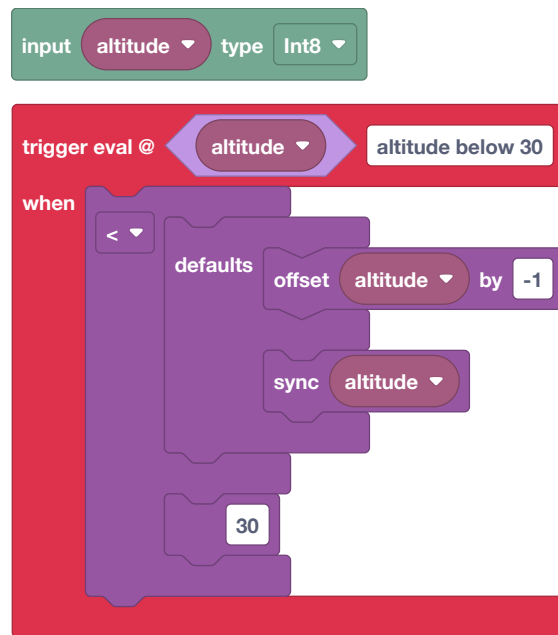 input altitude type Int8
trigger eval @ altitude altitude below 30
when
<
defaults offset altitude by -1
sync altitude
30